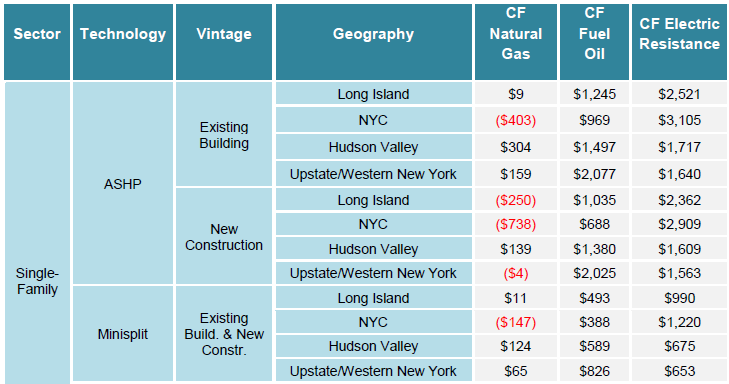 Sector Technology Vintage Geography CF Natural Gas CF Fuel Oil CF Electric Resistance
Single-Family ASHP Existing Building Long Island $9 $1,245 $2,521
NYC ($403) $969 $3,105
Hudson Valley $304 $1,497 $1,717
Upstate/Western New York $159 $2,077 $1,640
New Construction Long Island ($250) $1,035 $2,362
NYC ($738) $688 $2,909
Hudson Valley $139 $1,380 $1,609
Upstate/Western New York ($4) $2,025 $1,563
Minisplit Existing Build. & New Constr. Long Island $11 $493 $990
NYC ($147) $388 $1,220
Hudson Valley $124 $589 $675
Upstate/Western New York $65 $826 $653